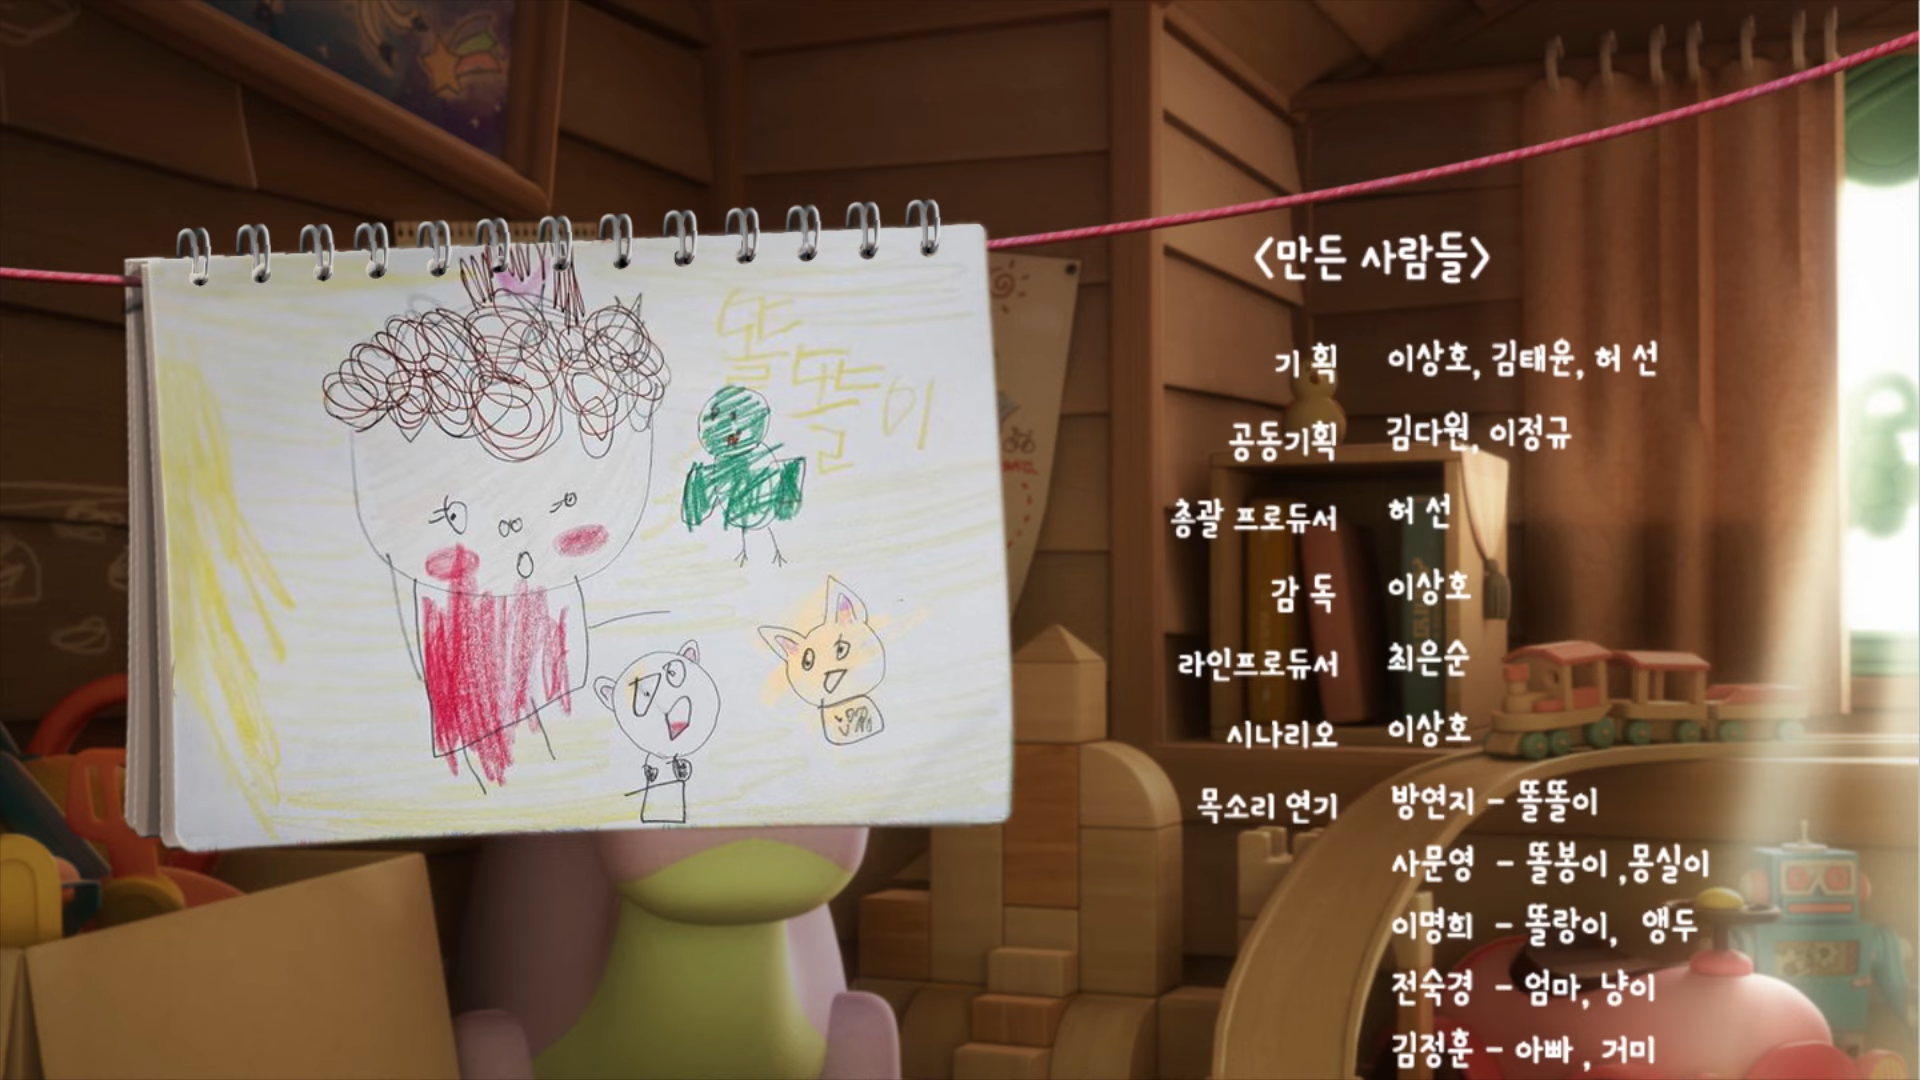 똘
똘이
<만든 사람들>
기 획 이상호, 김태윤, 허 선
공동기획 김다원, 이정규
총괄 프로듀서 허 선
감 독 이상호
라인프로듀서 최은순
시나리오 이상호
목소리 연기 방연지 - 똘똘이
사문영 - 똘봉이 ,몽실이
이명희 - 똘랑이, 앵두
전숙경 - 엄마, 냥이
김정훈 - 아빠 , 거미